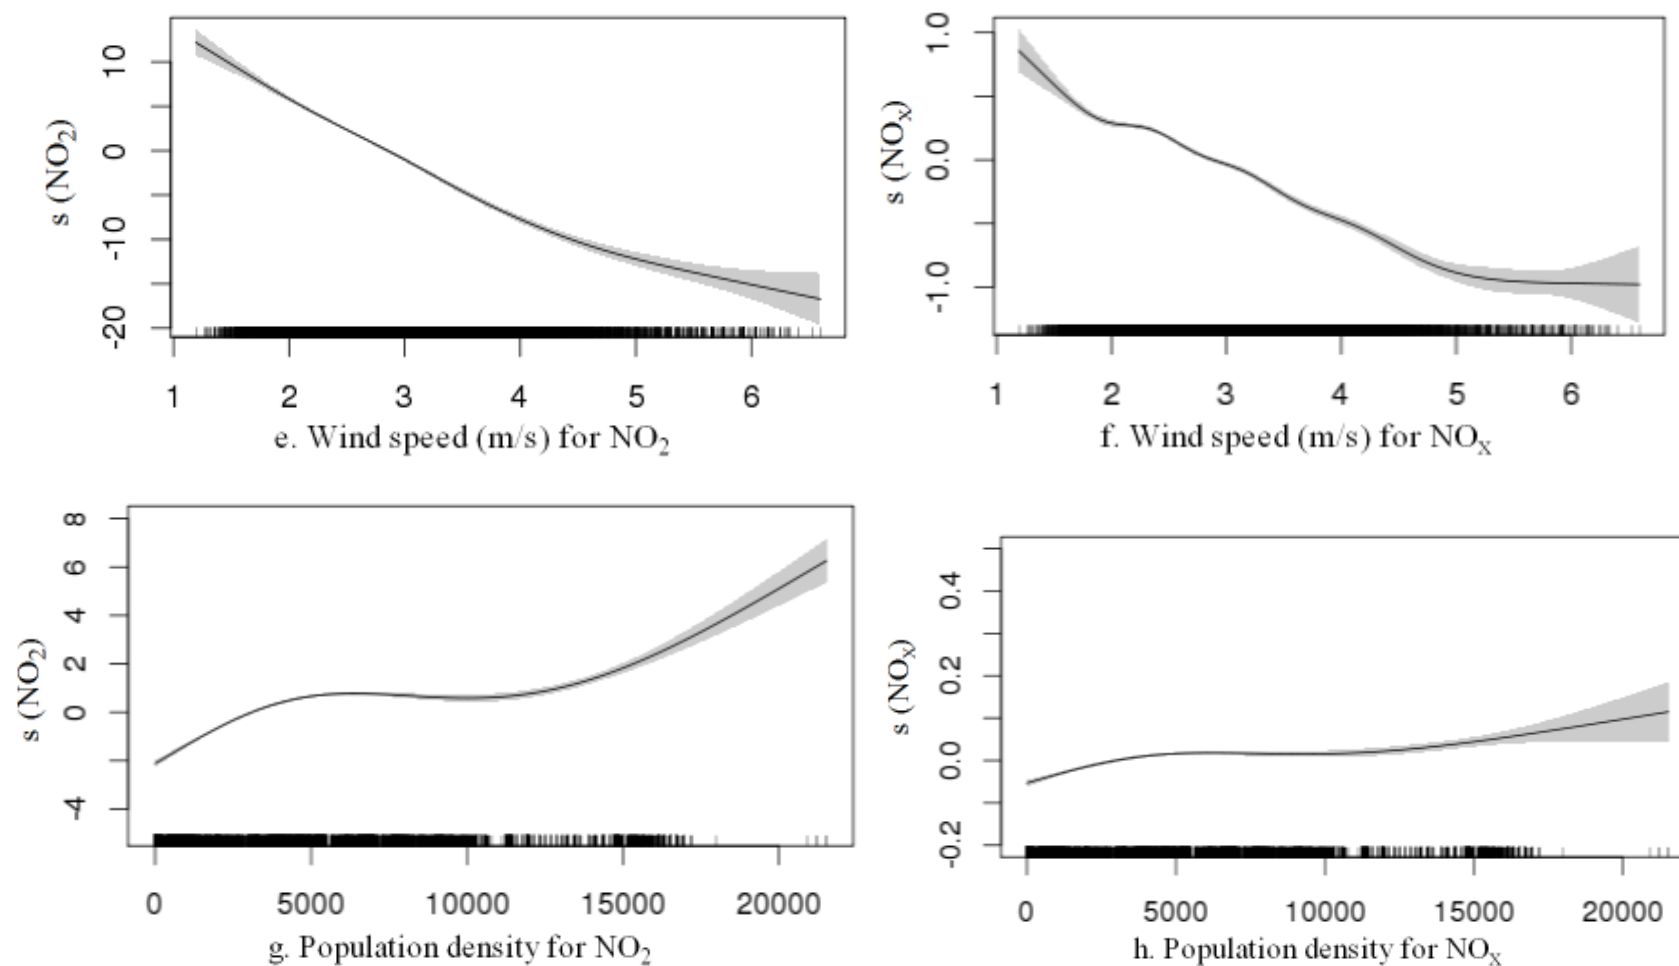 s (NO₂)
10
0
-10
-20
1 2 3 4 5 6
e. Wind speed (m/s) for NO₂
s (NOₓ)
1.0
0.0
-1.0
1 2 3 4 5 6
f. Wind speed (m/s) for NOₓ
s (NO₂)
8
6
4
2
0
-4
0 5000 10000 15000 20000
g. Population density for NO₂
s (NOₓ)
0.4
0.2
0.0
-0.2
0 5000 10000 15000 20000
h. Population density for NOₓ